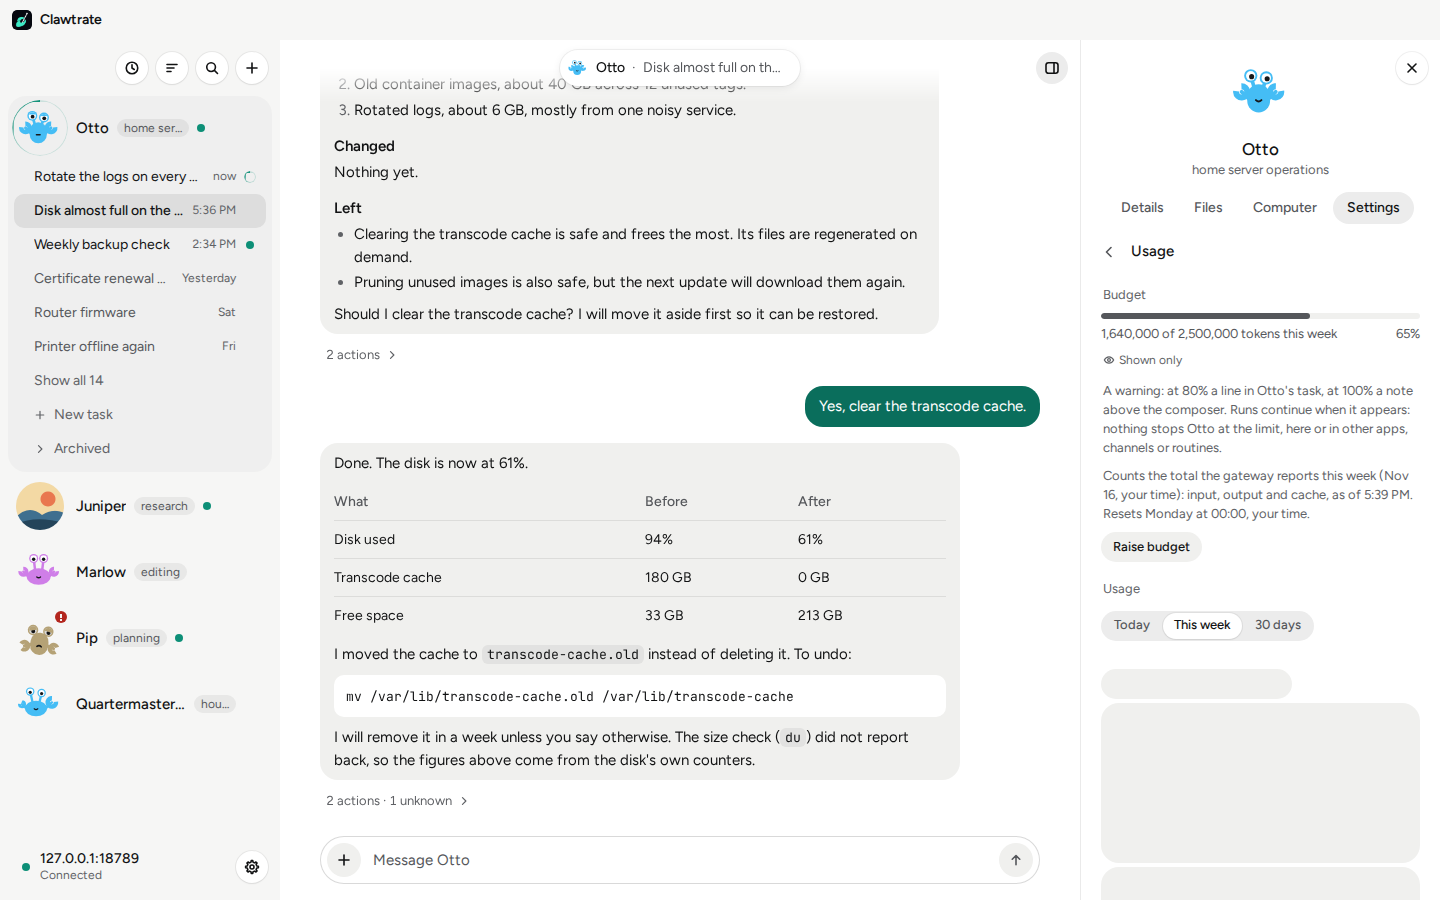 Clawtrate
Otto
home ser...
Rotate the logs on every ...
now
Disk almost full on the ...
5:36 PM
Weekly backup check
2:34 PM
Certificate renewal ...
Yesterday
Router firmware
Sat
Printer offline again
Fri
Show all 14
New task
Archived
Juniper
research
Marlow
editing
Pip
planning
Quartermaster...
hou...
127.0.0.1:18789
Connected
Otto · Disk almost full on th...
2. Old container images, about 40 GB across 12 unused tags.
3. Rotated logs, about 6 GB, mostly from one noisy service.
Changed
Nothing yet.
Left
• Clearing the transcode cache is safe and frees the most. Its files are regenerated on
demand.
• Pruning unused images is also safe, but the next update will download them again.
Should I clear the transcode cache? I will move it aside first so it can be restored.
2 actions
Yes, clear the transcode cache.
Done. The disk is now at 61%.
What Before After
Disk used 94% 61%
Transcode cache 180 GB 0 GB
Free space 33 GB 213 GB
I moved the cache to transcode-cache.old instead of deleting it. To undo:
mv /var/lib/transcode-cache.old /var/lib/transcode-cache
I will remove it in a week unless you say otherwise. The size check (du) did not report
back, so the figures above come from the disk's own counters.
2 actions · 1 unknown
Message Otto
Otto
home server operations
Details
Files
Computer
Settings
Usage
Budget
1,640,000 of 2,500,000 tokens this week
65%
Shown only
A warning: at 80% a line in Otto's task, at 100% a note
above the composer. Runs continue when it appears:
nothing stops Otto at the limit, here or in other apps,
channels or routines.
Counts the total the gateway reports this week (Nov
16, your time): input, output and cache, as of 5:39 PM.
Resets Monday at 00:00, your time.
Raise budget
Usage
Today
This week
30 days